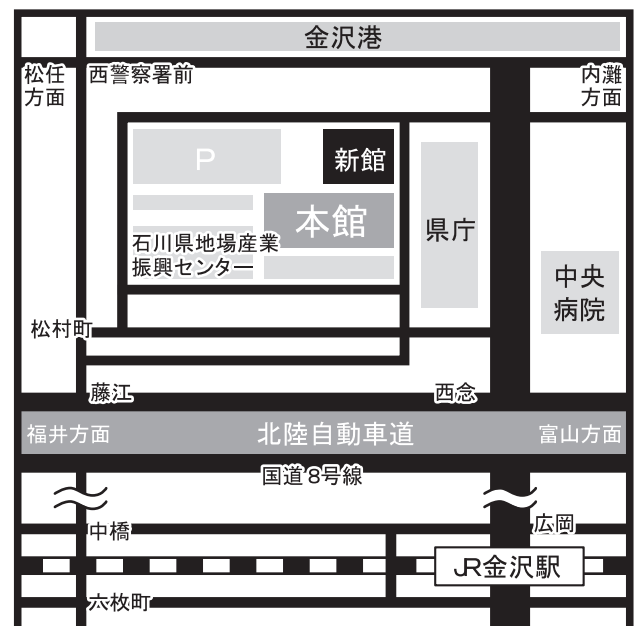 金沢港
松任
方面
西警察署前
内灘
方面
P
新館
本館
県庁
石川県地場産業
振興センター
中央
病院
松村町
藤江
西念
福井方面
北陸自動車道
富山方面
国道8号線
中橋
広岡
JR金沢駅
六枚町